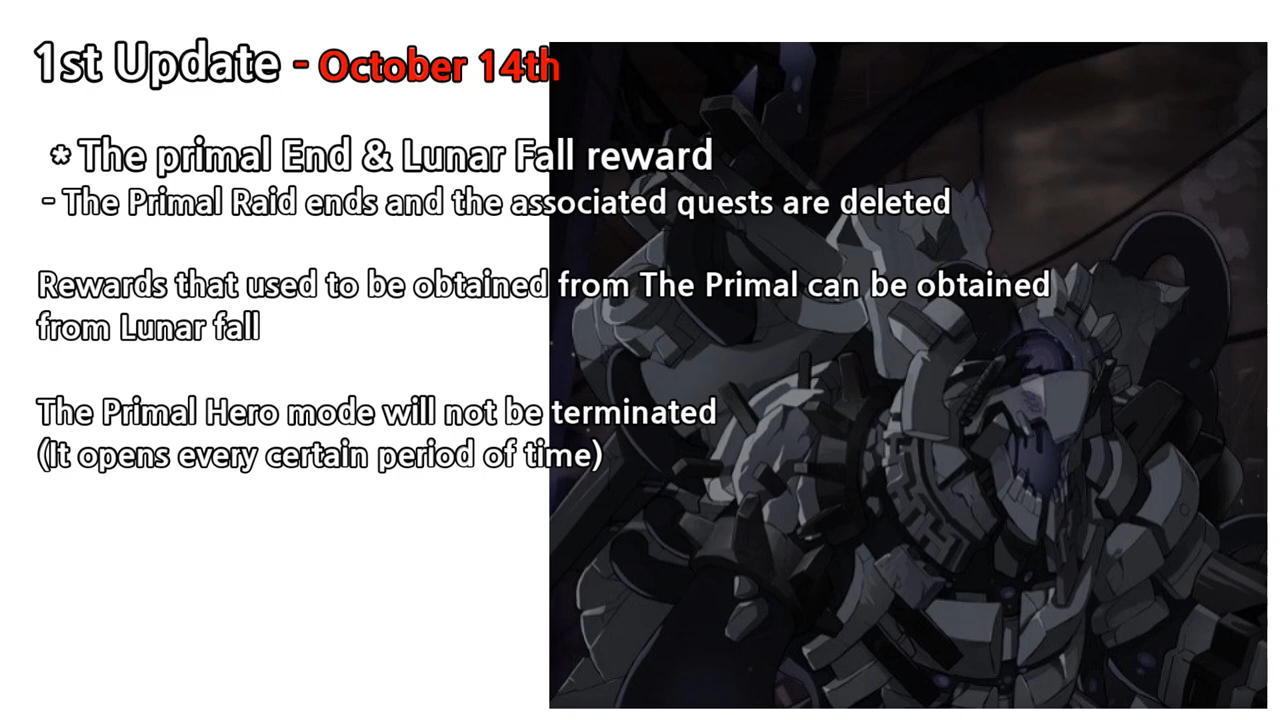 1st Update - October 14th
* The primal End & Lunar Fall reward
- The Primal Raid ends and the associated quests are deleted
Rewards that used to be obtained from The Primal can be obtained
from Lunar fall
The Primal Hero mode will not be terminated
(It opens every certain period of time)